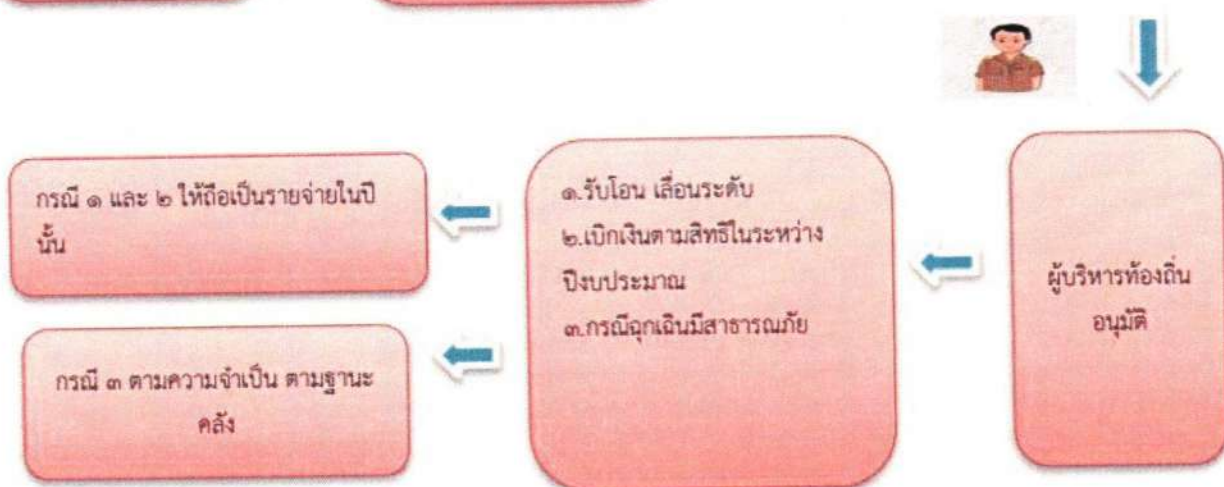 กรณี ๑ และ ๒ ให้ถือเป็นรายจ่ายในปี
นั้น
กรณี ๓ ตามความจำเป็น ตามฐานะ
คลัง
๑.รับโอน เลื่อนระดับ
๒.เบิกเงินตามสิทธิในระหว่าง
ปีงบประมาณ
๓.กรณีฉุกเฉินมีสาธารณภัย
ผู้บริหารท้องถิ่น
อนุมัติ